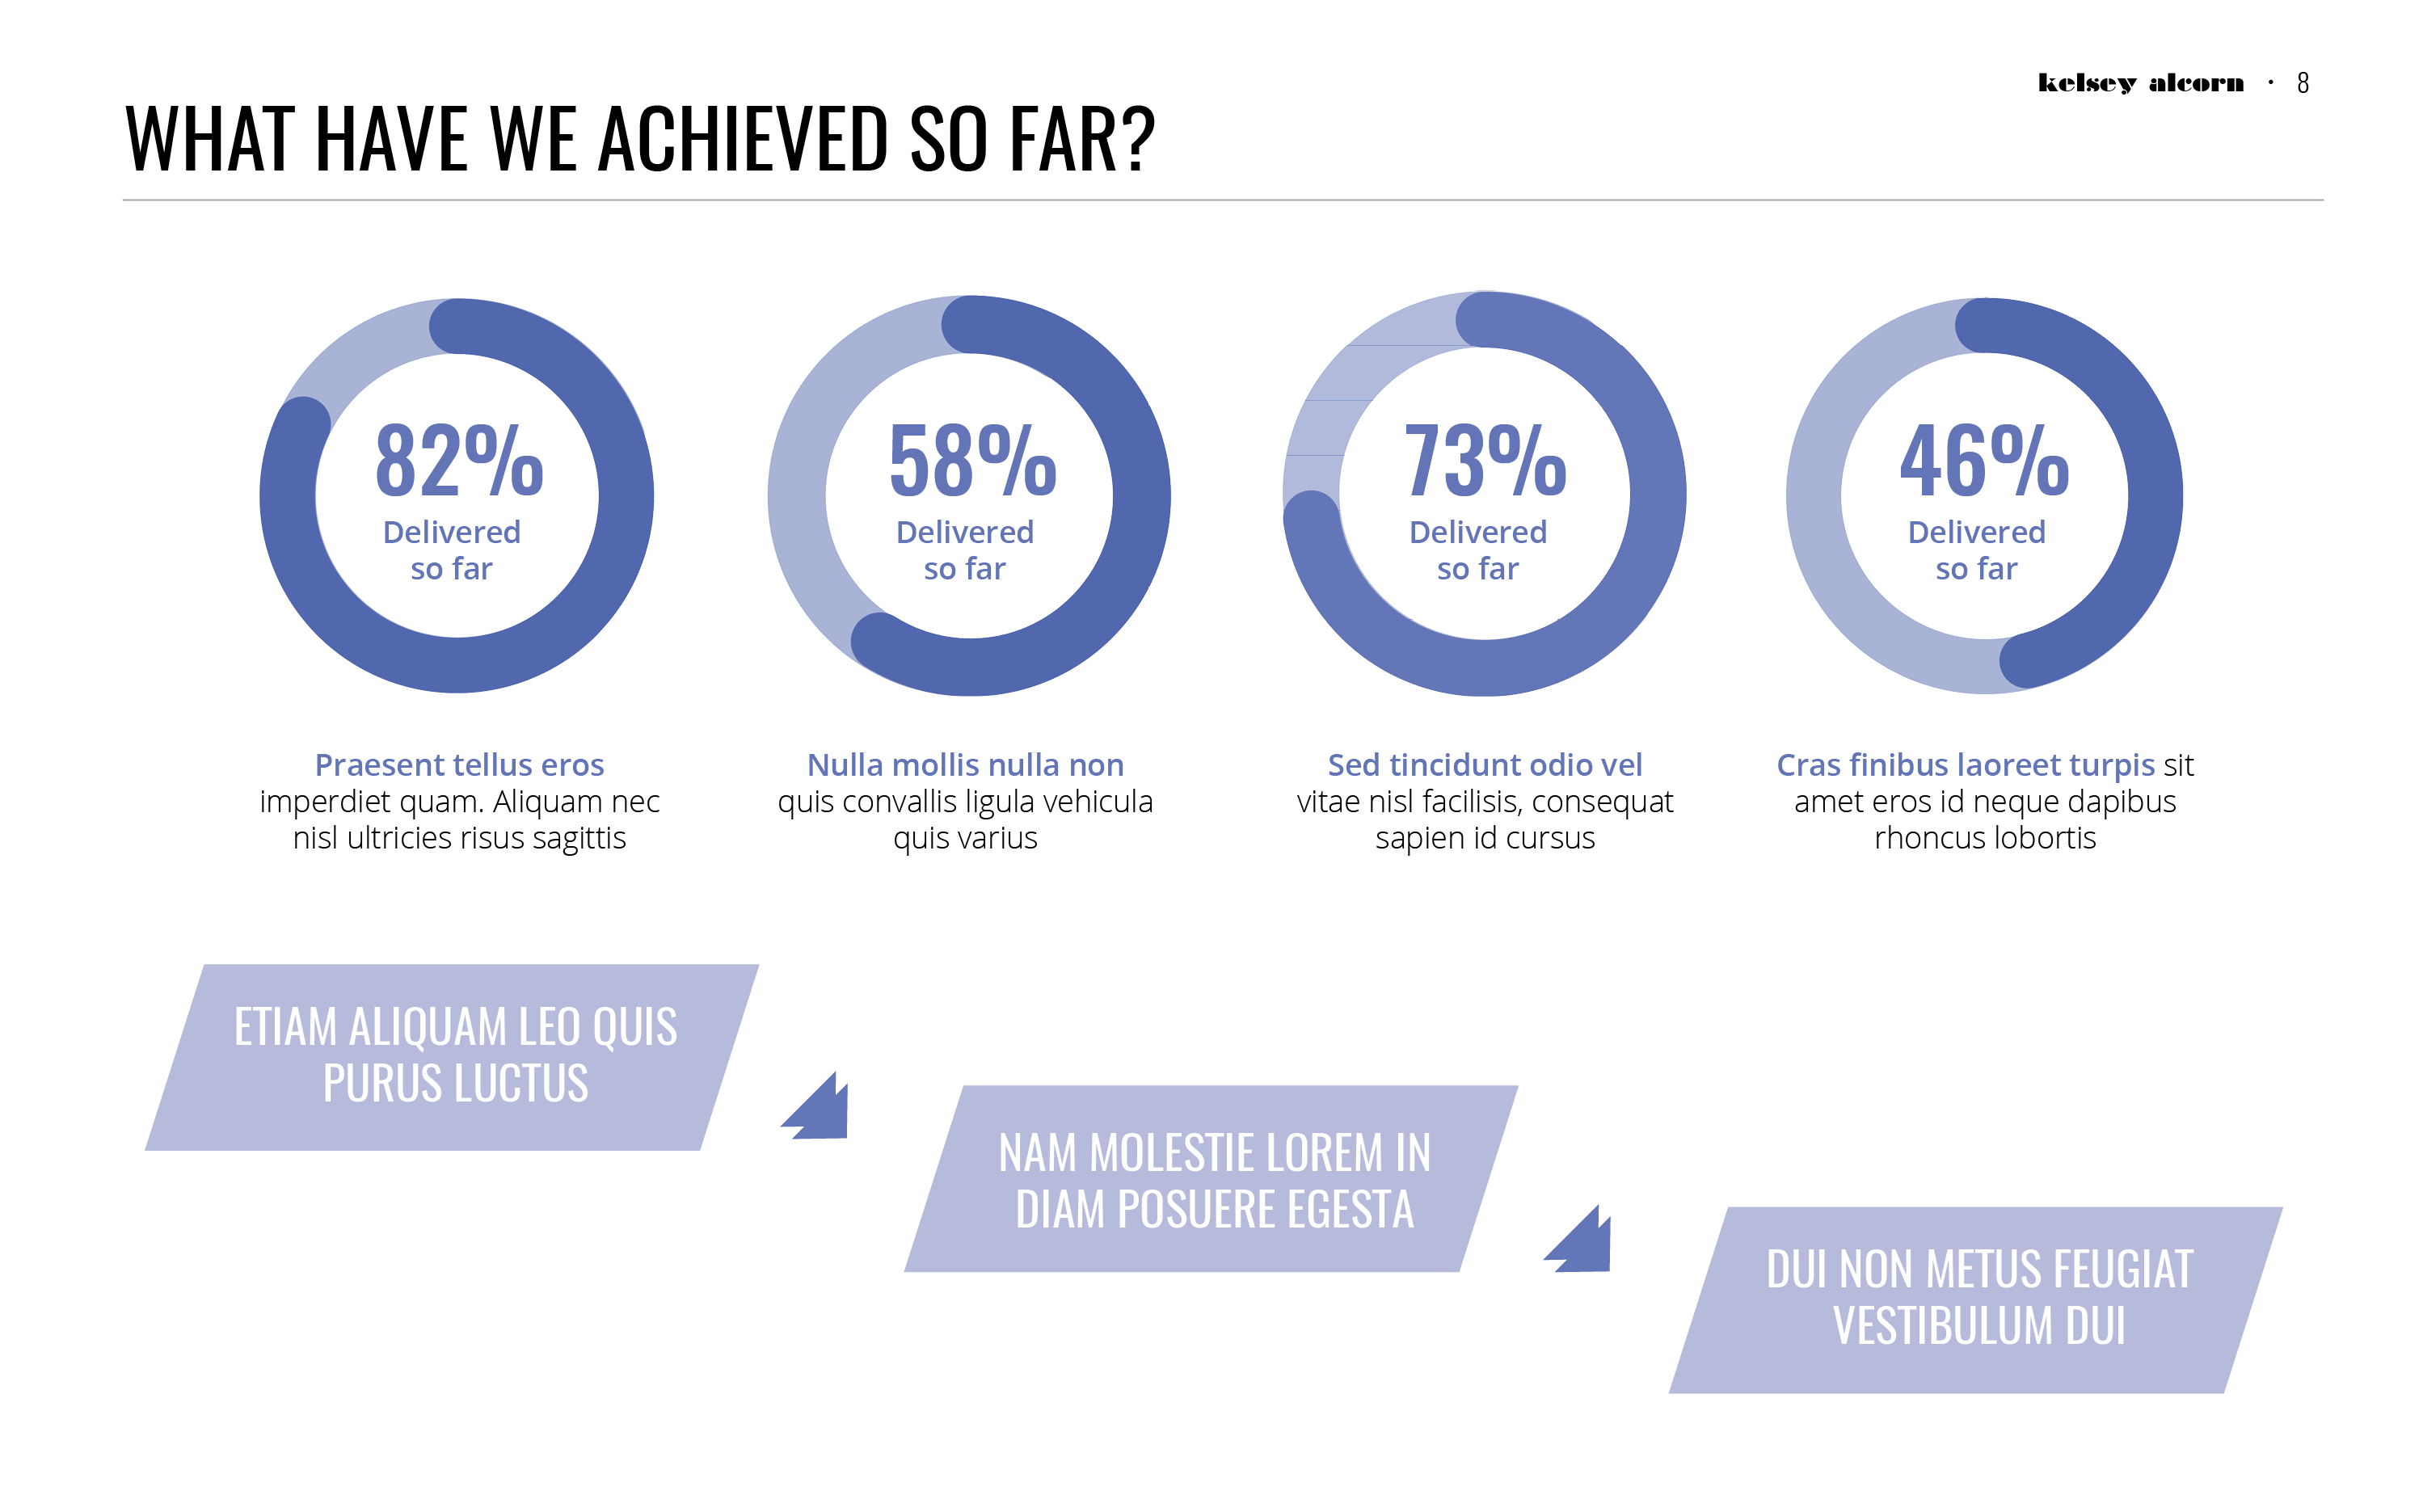 kelsey alcorn · 8
WHAT HAVE WE ACHIEVED SO FAR?
82%
Delivered
so far
Praesent tellus eros
imperdiet quam. Aliquam nec
nisl ultricies risus sagittis
58%
Delivered
so far
Nulla mollis nulla non
quis convallis ligula vehicula
quis varius
73%
Delivered
so far
Sed tincidunt odio vel
vitae nisl facilisis, consequat
sapien id cursus
46%
Delivered
so far
Cras finibus laoreet turpis sit
amet eros id neque dapibus
rhoncus lobortis
ETIAM ALIQUAM LEO QUIS
PURUS LUCTUS
NAM MOLESTIE LOREM IN
DIAM POSUERE EGESTA
DUI NON METUS FEUGIAT
VESTIBULUM DUI